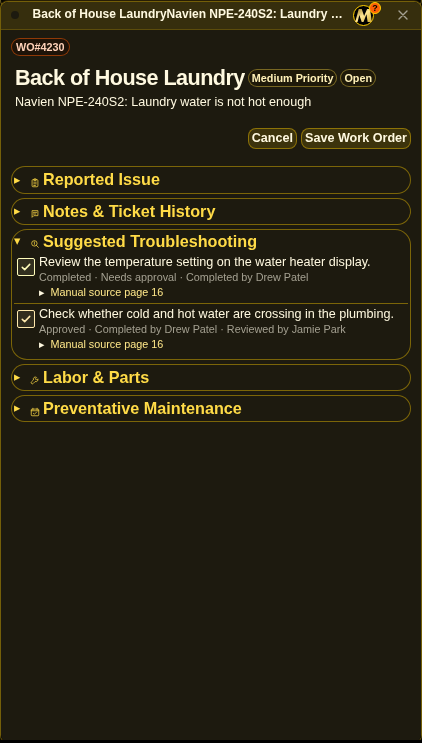 Back of House LaundryNavien NPE-240S2: Laundry ...
M ?
WO#4230
Back of House Laundry Medium Priority Open
Navien NPE-240S2: Laundry water is not hot enough
Cancel Save Work Order
Reported Issue
Notes & Ticket History
Suggested Troubleshooting
Review the temperature setting on the water heater display.
Completed · Needs approval · Completed by Drew Patel
Manual source page 16
Check whether cold and hot water are crossing in the plumbing.
Approved · Completed by Drew Patel · Reviewed by Jamie Park
Manual source page 16
Labor & Parts
Preventative Maintenance